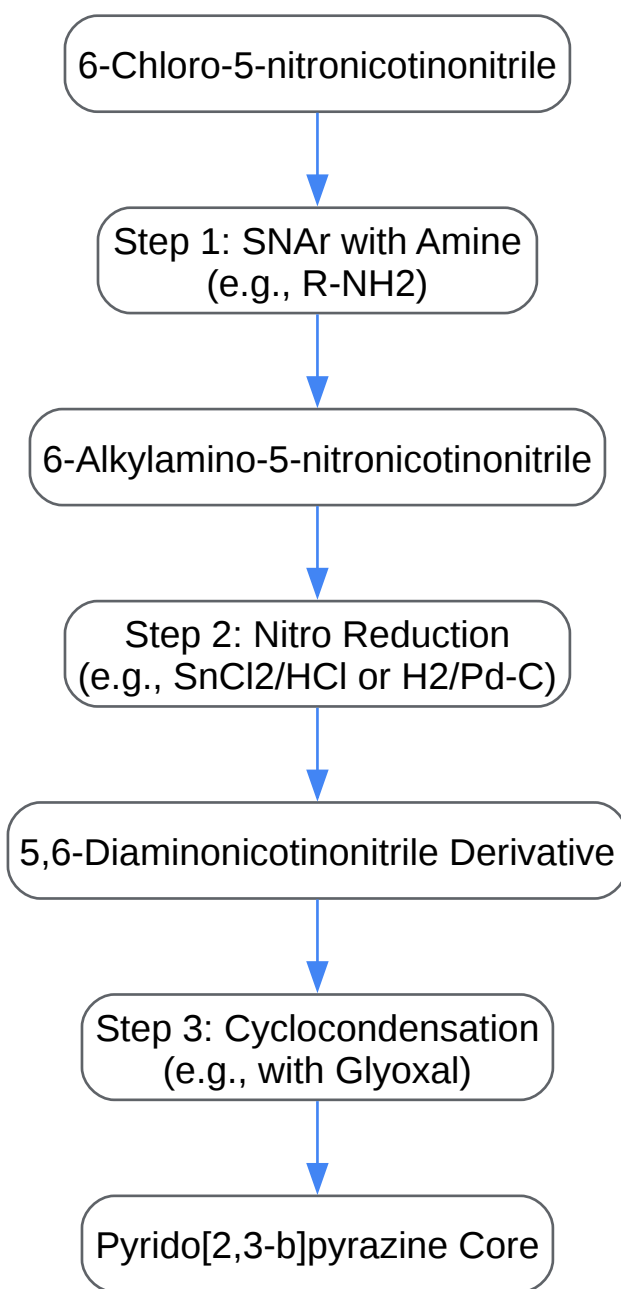 6-Chloro-5-nitronicotinonitrile
Step 1: SNAr with Amine
(e.g., R-NH2)
6-Alkylamino-5-nitronicotinonitrile
Step 2: Nitro Reduction
(e.g., SnCl2/HCl or H2/Pd-C)
5,6-Diaminonicotinonitrile Derivative
Step 3: Cyclocondensation
(e.g., with Glyoxal)
Pyrido[2,3-b]pyrazine Core